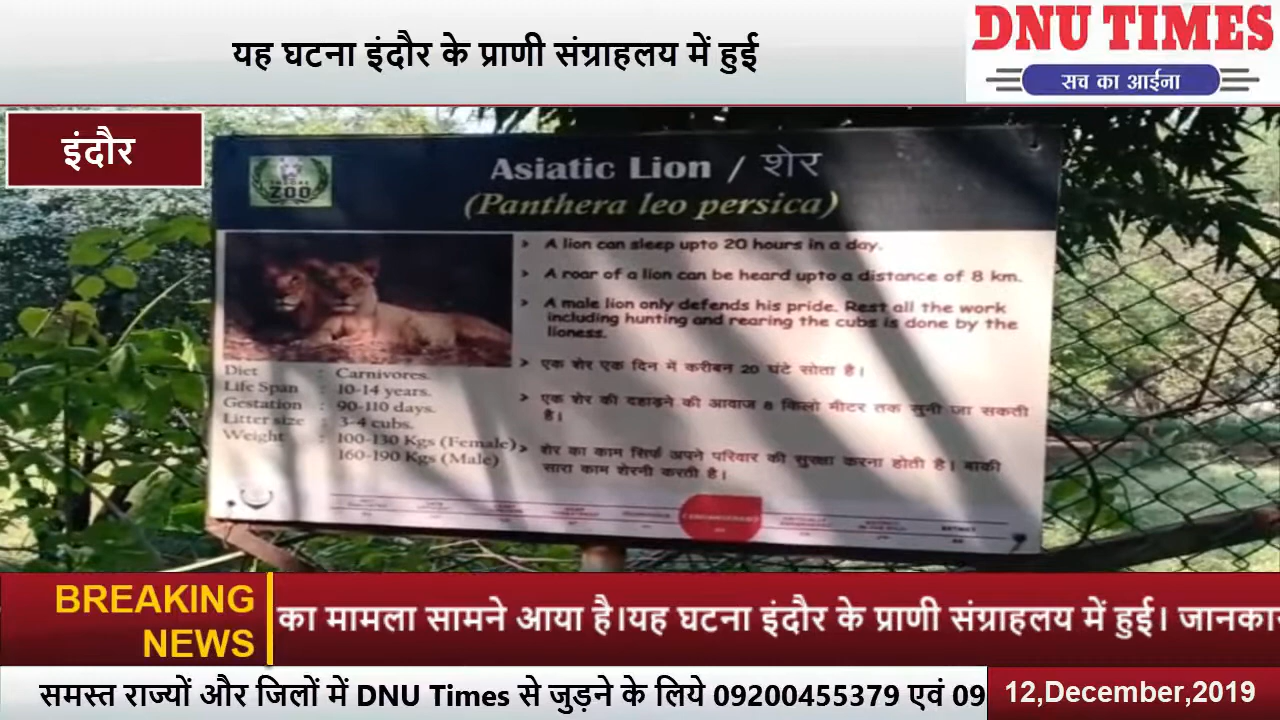 यह घटना इंदौर के प्राणी संग्राहलय में हुई
DNU TIMES
सच का आईना
इंदौर
ZOO
Asiatic Lion / शेर
(Panthera leo persica)
A lion can sleep upto 20 hours in a day.
A roar of a lion can be heard upto a distance of 8 km.
A male lion only defends his pride. Rest all the work
including hunting and rearing the cubs is done by the
lioness.
एक शेर एक दिन में करीबन 20 घंटे सोता है।
एक शेर की दहाड़ने की आवाज 8 किलो मीटर तक सुनी जा सकती
है।
शेर का काम सिर्फ अपने परिवार की सुरक्षा करना होती है। बाकी
सारा काम शेरनी करती है।
Diet : Carnivores.
Life Span : 10-14 years.
Gestation : 90-110 days.
Litter size : 3-4 cubs.
Weight : 100-130 Kgs (Female)
160-190 Kgs (Male)
BREAKING
NEWS
का मामला सामने आया है।यह घटना इंदौर के प्राणी संग्राहलय में हुई। जानका
समस्त राज्यों और जिलों में DNU Times से जुड़ने के लिये 09200455379 एवं 09
12,December,2019